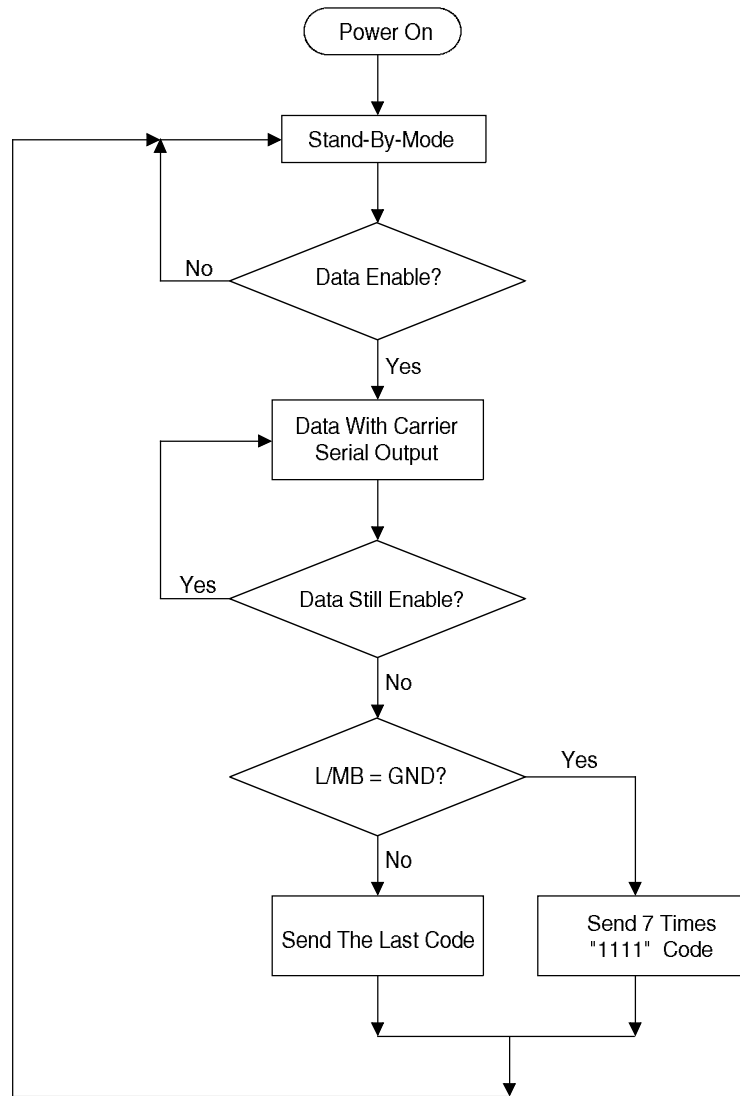 Power On
Stand-By-Mode
No
Data Enable?
Yes
Data With Carrier
Serial Output
Yes
Data Still Enable?
No
L/MB = GND?
Yes
No
Send The Last Code
Send 7 Times
"1111" Code